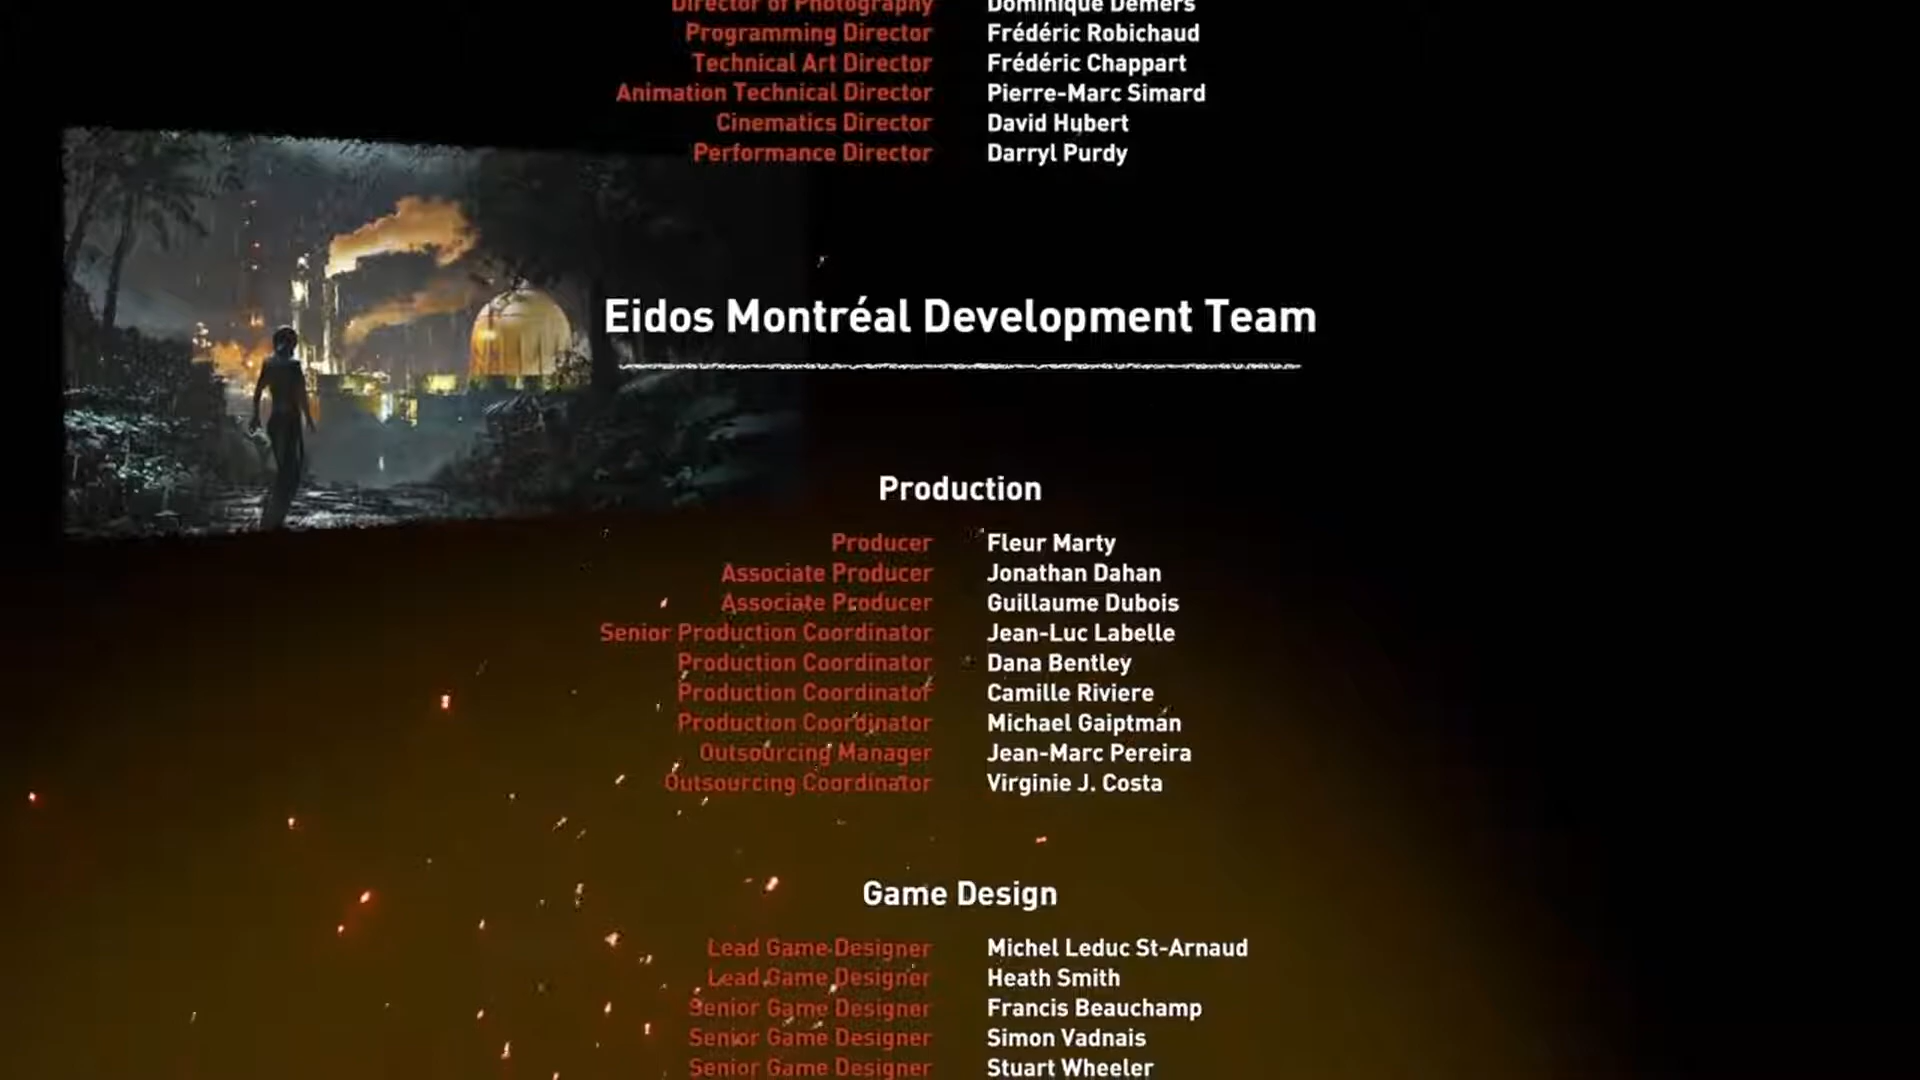 Director of Photography Dominique Demers
Programming Director Frédéric Robichaud
Technical Art Director Frédéric Chappart
Animation Technical Director Pierre-Marc Simard
Cinematics Director David Hubert
Performance Director Darryl Purdy
Eidos Montréal Development Team
Production
Producer Fleur Marty
Associate Producer Jonathan Dahan
Associate Producer Guillaume Dubois
Senior Production Coordinator Jean-Luc Labelle
Production Coordinator Dana Bentley
Production Coordinator Camille Riviere
Production Coordinator Michael Gaiptman
Outsourcing Manager Jean-Marc Pereira
Outsourcing Coordinator Virginie J. Costa
Game Design
Lead Game Designer Michel Leduc St-Arnaud
Lead Game Designer Heath Smith
Senior Game Designer Francis Beauchamp
Senior Game Designer Simon Vadnais
Senior Game Designer Stuart Wheeler